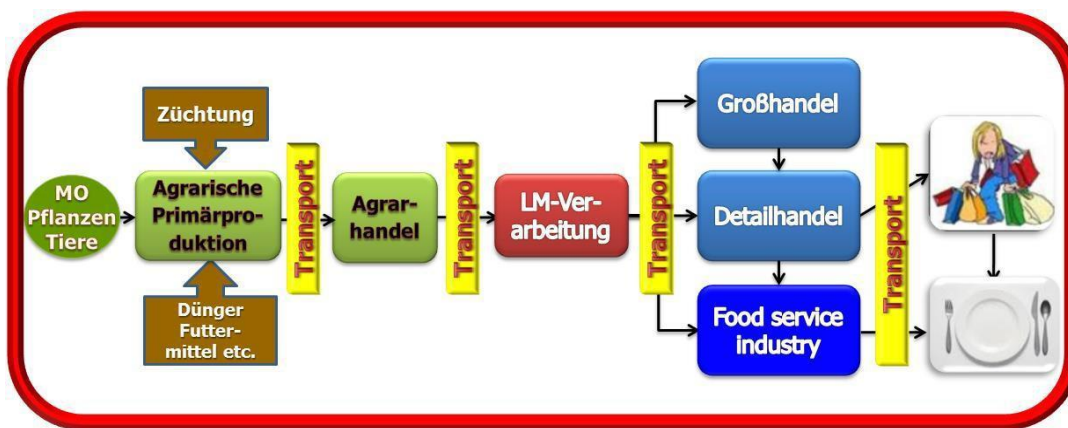 Züchtung
MO
Pflanzen
Tiere
Agrarische
Primärpro-
duktion
Dünger
Futter-
mittel etc.
Transport
Agrar-
handel
Transport
LM-Ver-
arbeitung
Transport
Großhandel
Detailhandel
Food service
industry
Transport